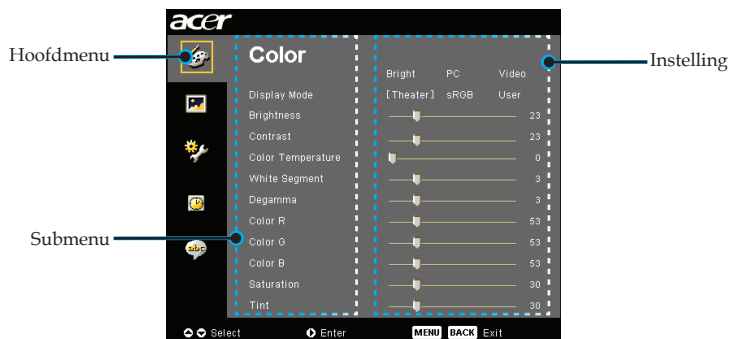 acer
Hoofdmenu
Color
Instelling
Bright PC Video
Display Mode [Theater] sRGB User
Brightness 23
Contrast 23
Color Temperature 0
White Segment 3
Degamma 3
Color R 53
Submenu
Color G 53
abc
Color B 53
Saturation 30
Tint 30
Select Enter MENU BACK Exit